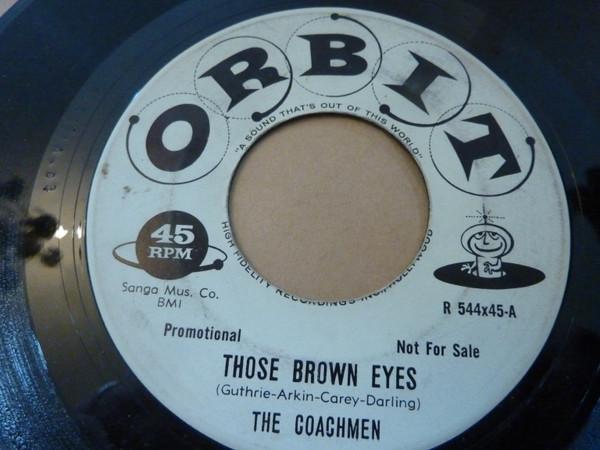 ORBIT
"A SOUND THAT'S OUT OF THIS WORLD"
45
RPM
HIGH FIDELITY RECORDINGS INC. HOLLYWOOD
Sanga Mus. Co.
BMI
R 544x45-A
Promotional
Not For Sale
THOSE BROWN EYES
(Guthrie-Arkin-Carey-Darling)
THE COACHMEN